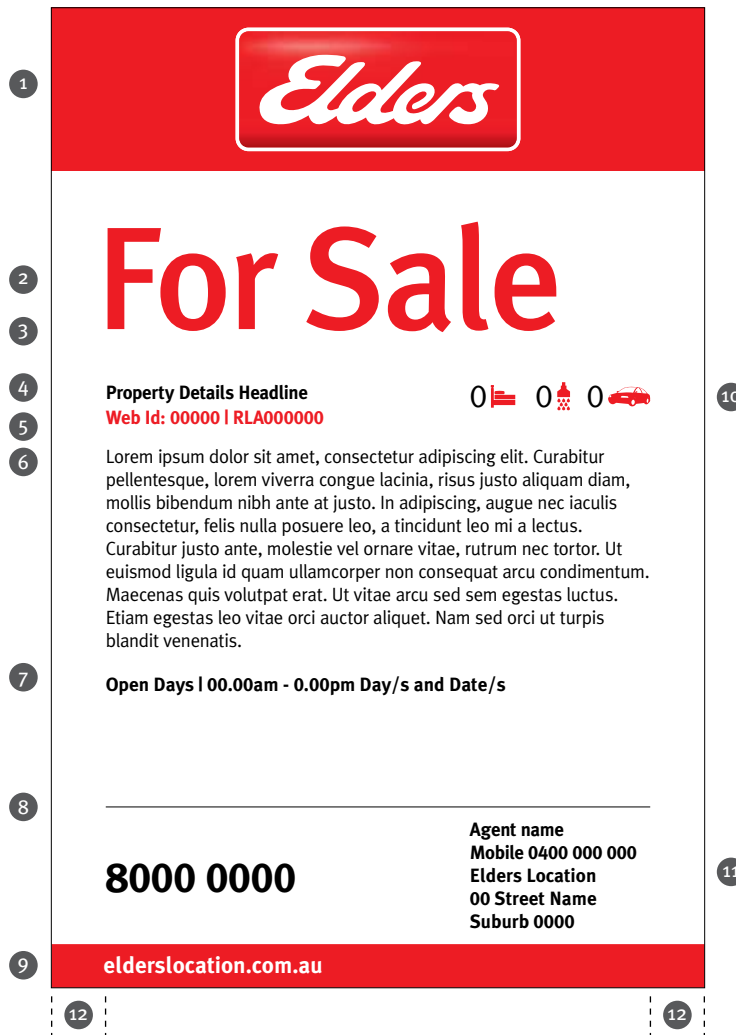 1
Elders
2
For Sale
3
4
Property Details Headline
0 0 0
10
5
Web Id: 00000 | RLA000000
6
Lorem ipsum dolor sit amet, consectetur adipiscing elit. Curabitur
pellentesque, lorem viverra congue lacinia, risus justo aliquam diam,
mollis bibendum nibh ante at justo. In adipiscing, augue nec iaculis
consectetur, felis nulla posuere leo, a tincidunt leo mi a lectus.
Curabitur justo ante, molestie vel ornare vitae, rutrum nec tortor. Ut
euismod ligula id quam ullamcorper non consequat arcu condimentum.
Maecenas quis volutpat erat. Ut vitae arcu sed sem egestas luctus.
Etiam egestas leo vitae orci auctor aliquet. Nam sed orci ut turpis
blandit venenatis.
7
Open Days | 00.00am - 0.00pm Day/s and Date/s
8
8000 0000
Agent name
Mobile 0400 000 000
Elders Location
00 Street Name
Suburb 0000
11
9
elderslocation.com.au
12
12